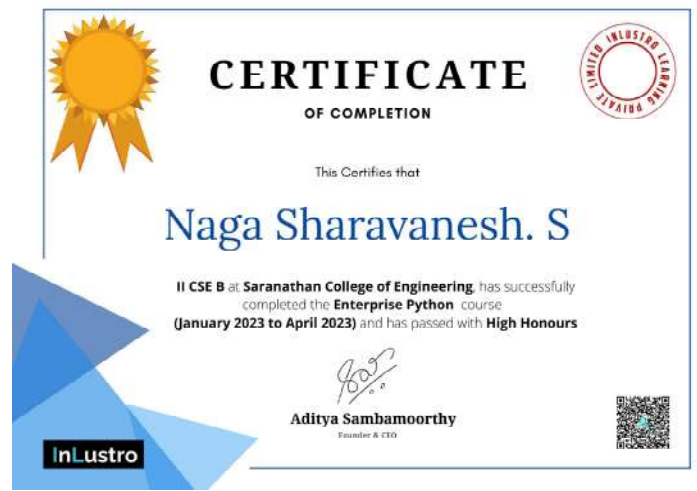 CERTIFICATE
OF COMPLETION
INLUSTRO LEARNING PRIVATE LIMITED
This Certifies that
Naga Sharavanesh. S
II CSE B at Saranathan College of Engineering, has successfully
completed the Enterprise Python course
(January 2023 to April 2023) and has passed with High Honours
Aditya Sambamoorthy
Founder & CEO
InLustro